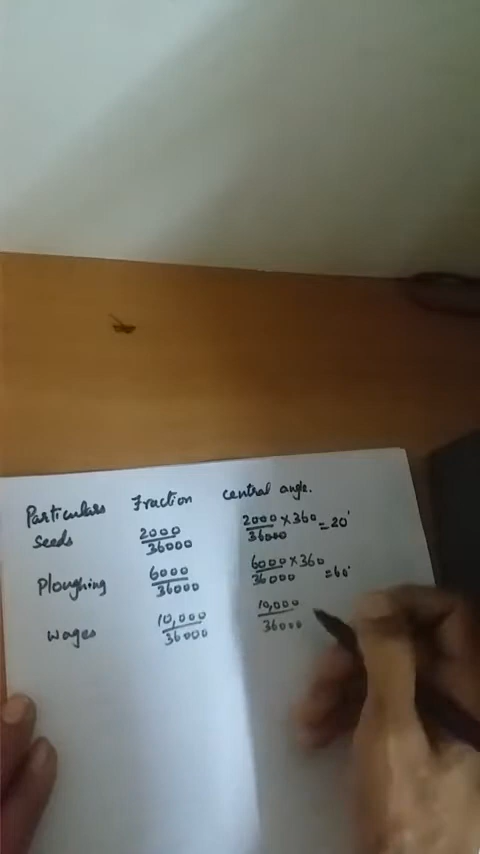 Particulars Fraction central angle.
Seeds 2000/36000 2000/36000 × 360 = 20°
Ploughing 6000/36000 6000/36000 × 360 = 60°
Wages 10,000/36000 10,000/36000